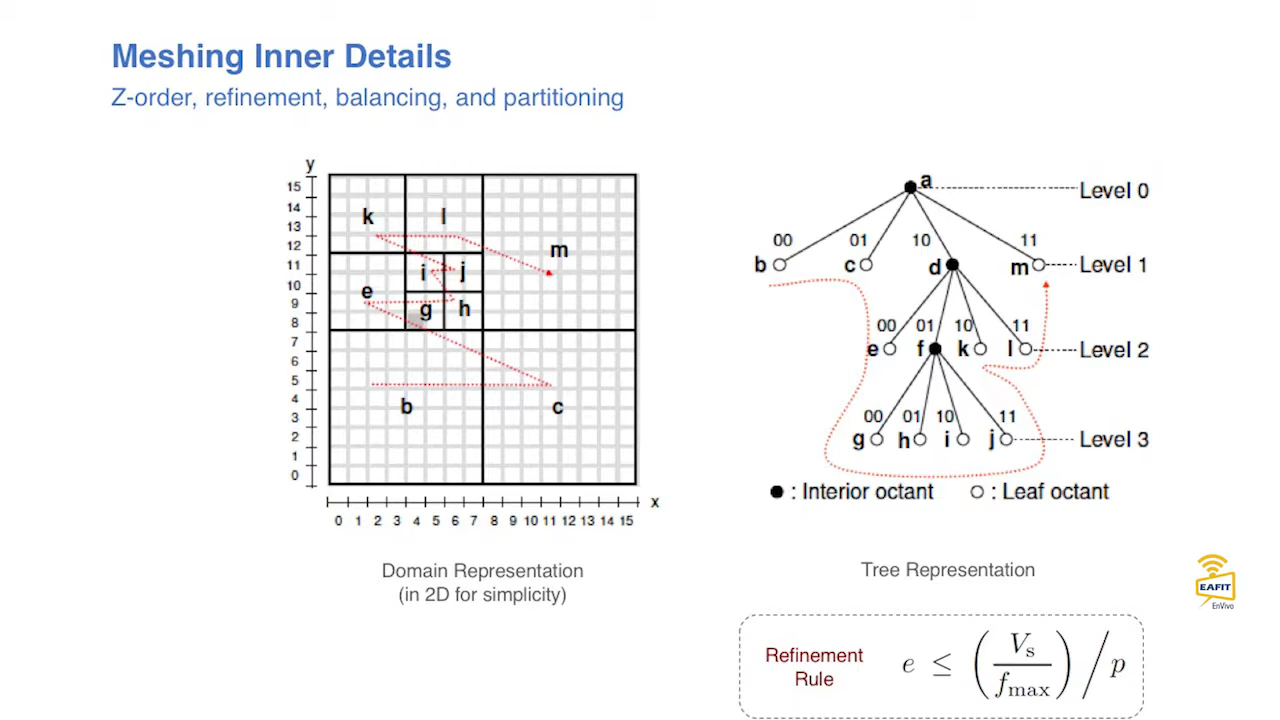 Meshing Inner Details
Z-order, refinement, balancing, and partitioning
y
15
14
13
12
11
10
9
8
7
6
5
4
3
2
1
0
k l
m
i j
e
g h
b c
x
0 1 2 3 4 5 6 7 8 9 10 11 12 13 14 15
Domain Representation
(in 2D for simplicity)
a Level 0
00 01 10 11
b c d m Level 1
00 01 10 11
e f k l Level 2
00 01 10 11
g h i j Level 3
: Interior octant : Leaf octant
Tree Representation
EAFIT
EnVivo
Refinement
Rule
e ≤ (Vs / fmax) / p